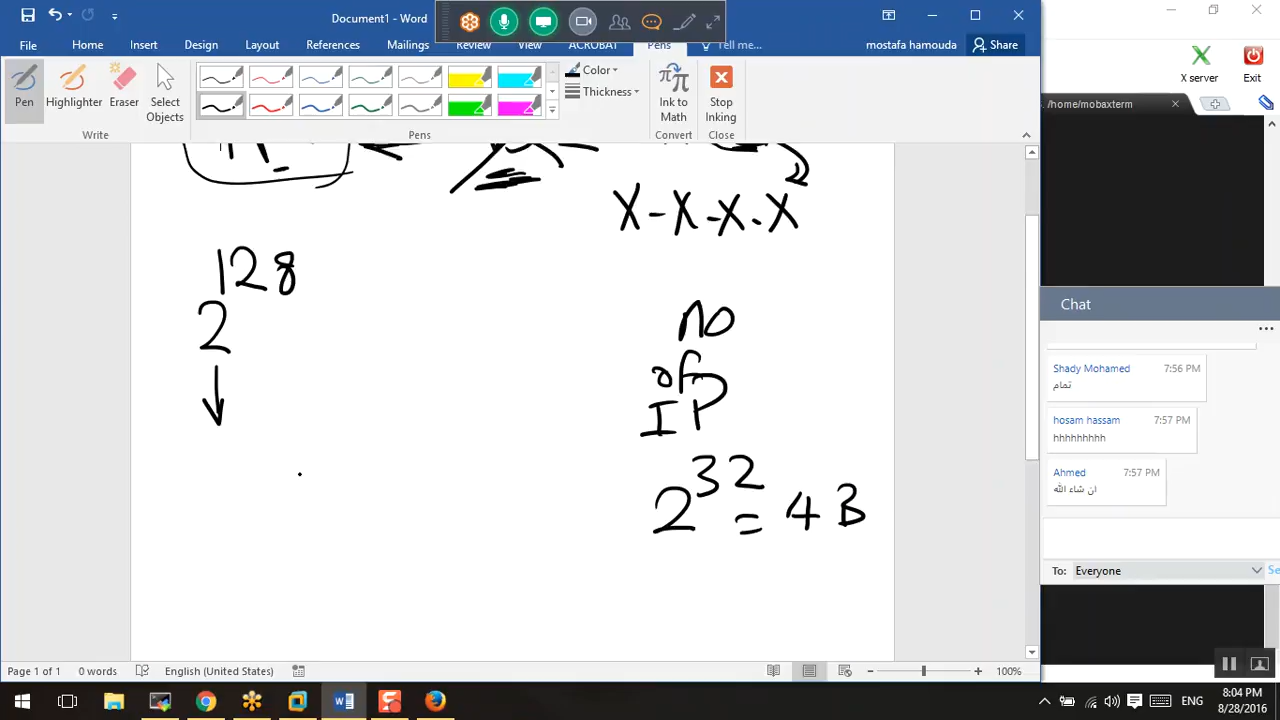 Document1 - Word
File
Home
Insert
Design
Layout
References
Mailings
Review
View
ACROBAT
Pens
Tell me...
mostafa hamouda
Share
Pen
Highlighter
Eraser
Select Objects
Color
Thickness
Ink to Math
Stop Inking
Write
Pens
Convert
Close
X - X - X . X
128
2
no
of
IP
2^32 = 4 B
X server
Exit
/home/mobaxterm
Chat
Shady Mohamed 7:56 PM
تمام
hosam hassam 7:57 PM
hhhhhhhhh
Ahmed 7:57 PM
ان شاء الله
To: Everyone
Se
Page 1 of 1
0 words
English (United States)
100%
ENG
8:04 PM
8/28/2016